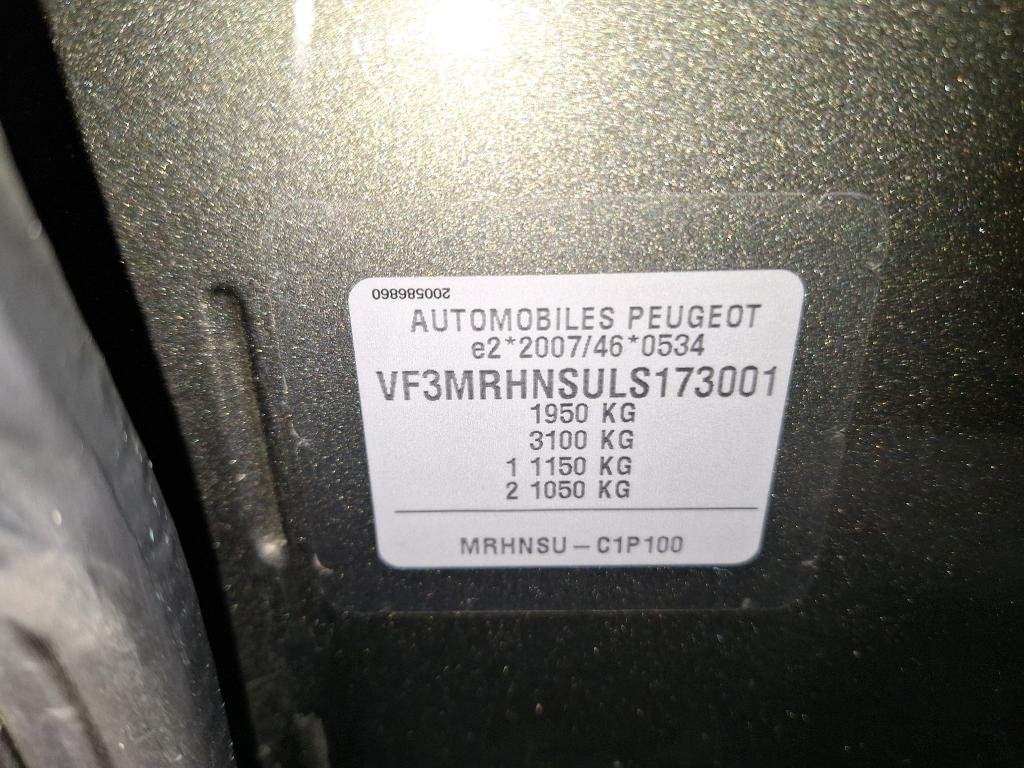 200586860
AUTOMOBILES PEUGEOT
e2*2007/46*0534
VF3MRHNSULS173001
1950 KG
3100 KG
1 1150 KG
2 1050 KG
MRHNSU-C1P100